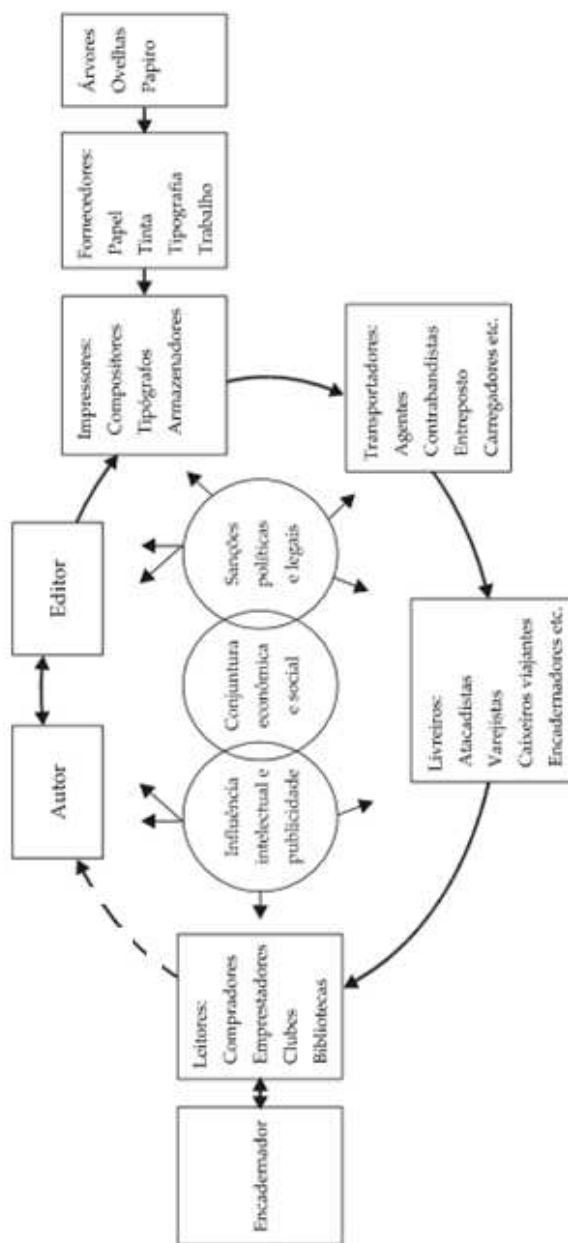 Autor
Editor
Impressores:
Compositores
Tipógrafos
Armazenadores
Fornecedores:
Papel
Tinta
Tipografia
Trabalho
Árvores
Ovelhas
Papiro
Influência
intelectual e
publicidade
Conjuntura
econômica
e social
Sanções
políticas
e legais
Encadernador
Leitores:
Compradores
Emprestadores
Clubes
Bibliotecas
Livreiros:
Atacadistas
Varejistas
Caixeiros viajantes
Encadernadores etc.
Transportadores:
Agentes
Contrabandistas
Entreposto
Carregadores etc.